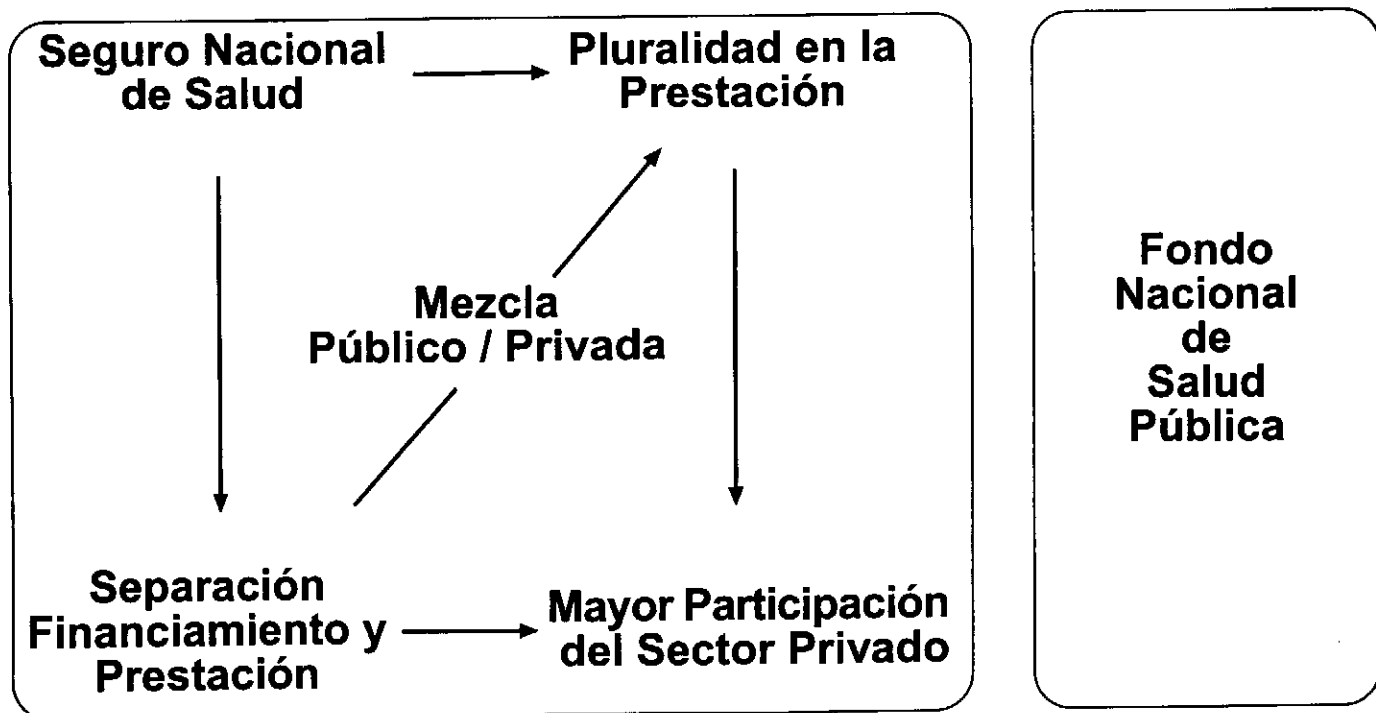 Seguro Nacional
de Salud
Pluralidad en la
Prestación
Mezcla
Público / Privada
Separación
Financiamiento y
Prestación
Mayor Participación
del Sector Privado
Fondo
Nacional
de
Salud
Pública